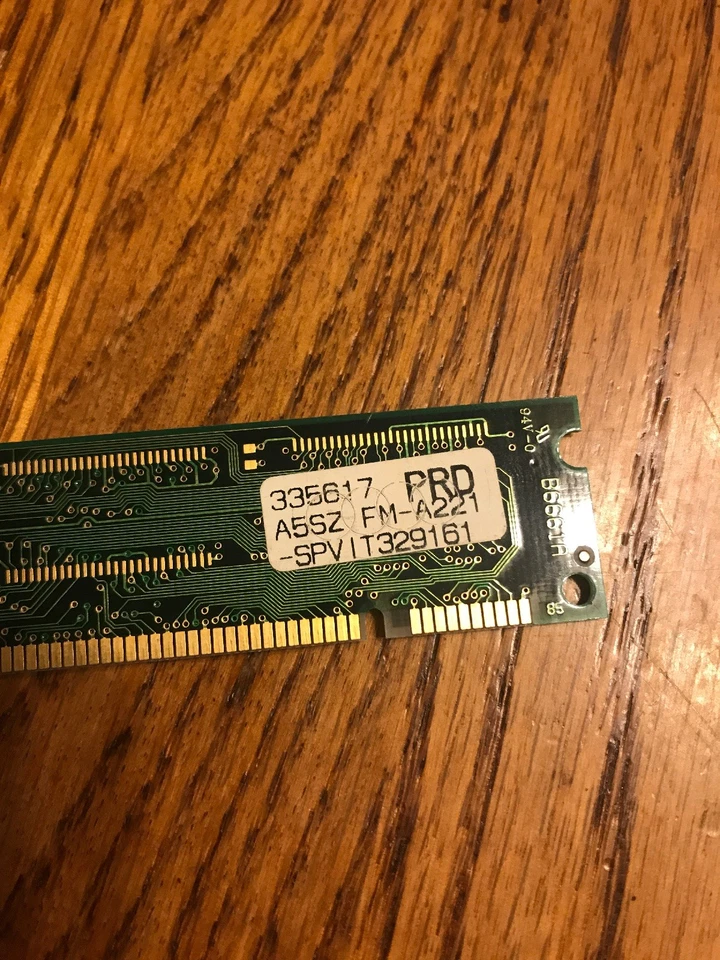 335617 PRD
A5SZ FM-A221
-SPVIT329161
94V-0
B6661A
85